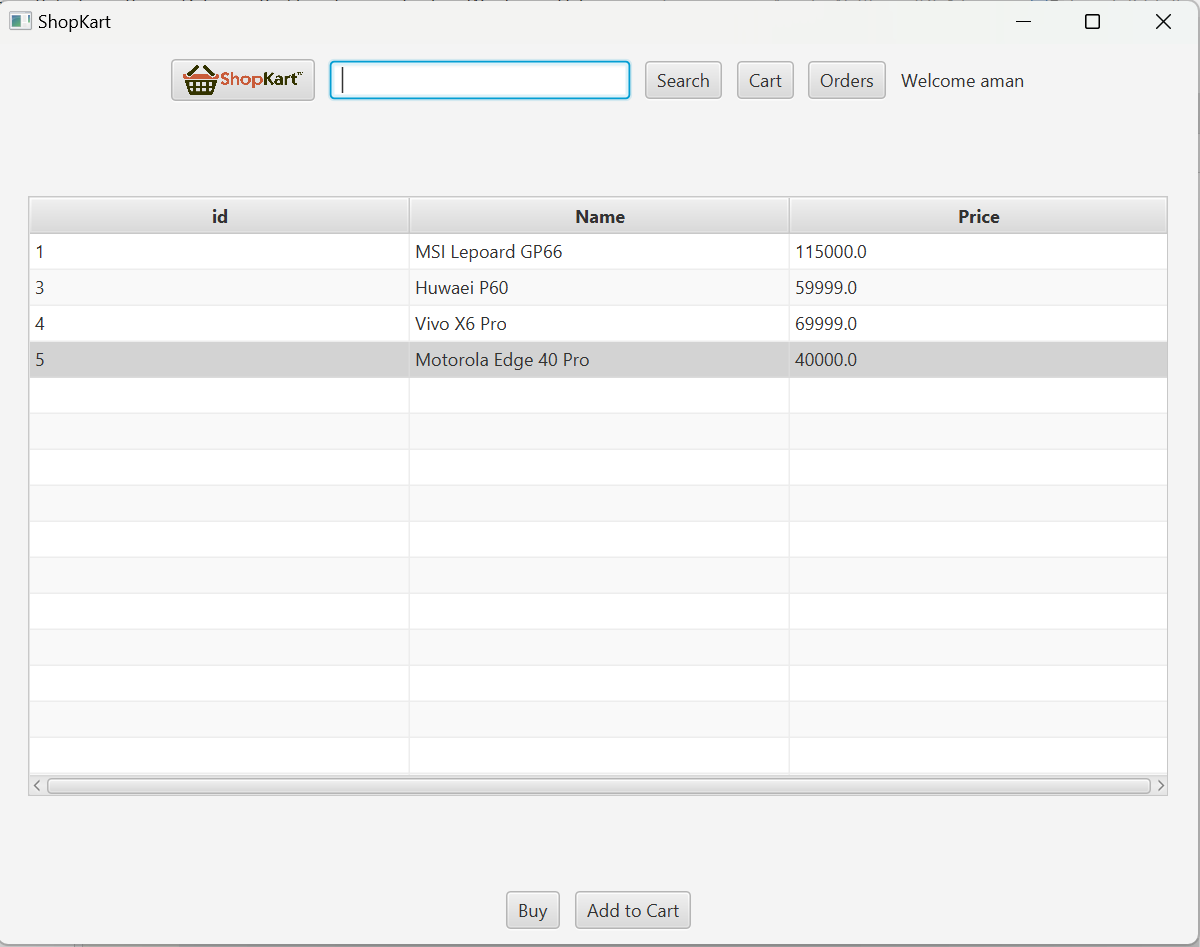 ShopKart
ShopKart™ Search Cart Orders Welcome aman
id Name Price
1 MSI Lepoard GP66 115000.0
3 Huwaei P60 59999.0
4 Vivo X6 Pro 69999.0
5 Motorola Edge 40 Pro 40000.0
Buy Add to Cart